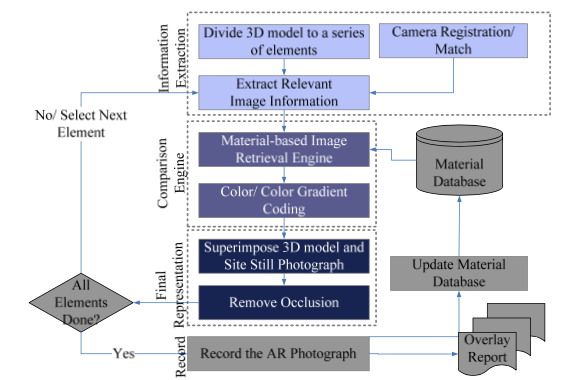 Information
Extraction
Divide 3D model to a series
of elements
Camera Registration/
Match
Extract Relevant
Image Information
No/ Select Next
Element
Comparison
Engine
Material-based Image
Retrieval Engine
Color/ Color Gradient
Coding
Material
Database
Final
Representation
Superimpose 3D model and
Site Still Photograph
Remove Occlusion
Update Material
Database
All
Elements
Done?
Yes
Record
Record the AR Photograph
Overlay
Report